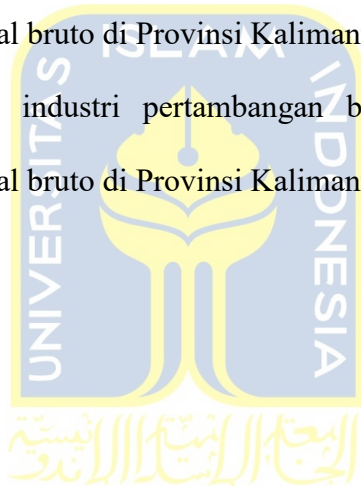 al bruto di Provinsi Kaliman
industri pertambangan b
al bruto di Provinsi Kaliman
UNIVERSITAS ISLAM INDONESIA